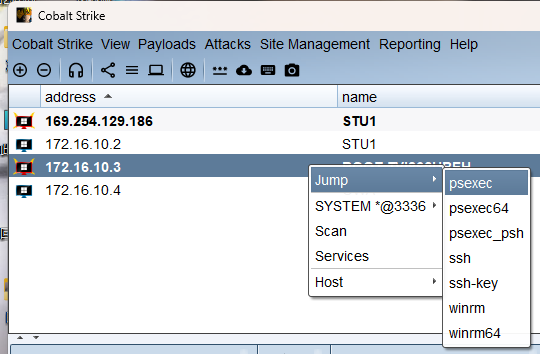 Cobalt Strike
Cobalt Strike View Payloads Attacks Site Management Reporting Help
address name
169.254.129.186 STU1
172.16.10.2 STU1
172.16.10.3
172.16.10.4
Jump
SYSTEM *@3336
Scan
Services
Host
psexec
psexec64
psexec_psh
ssh
ssh-key
winrm
winrm64